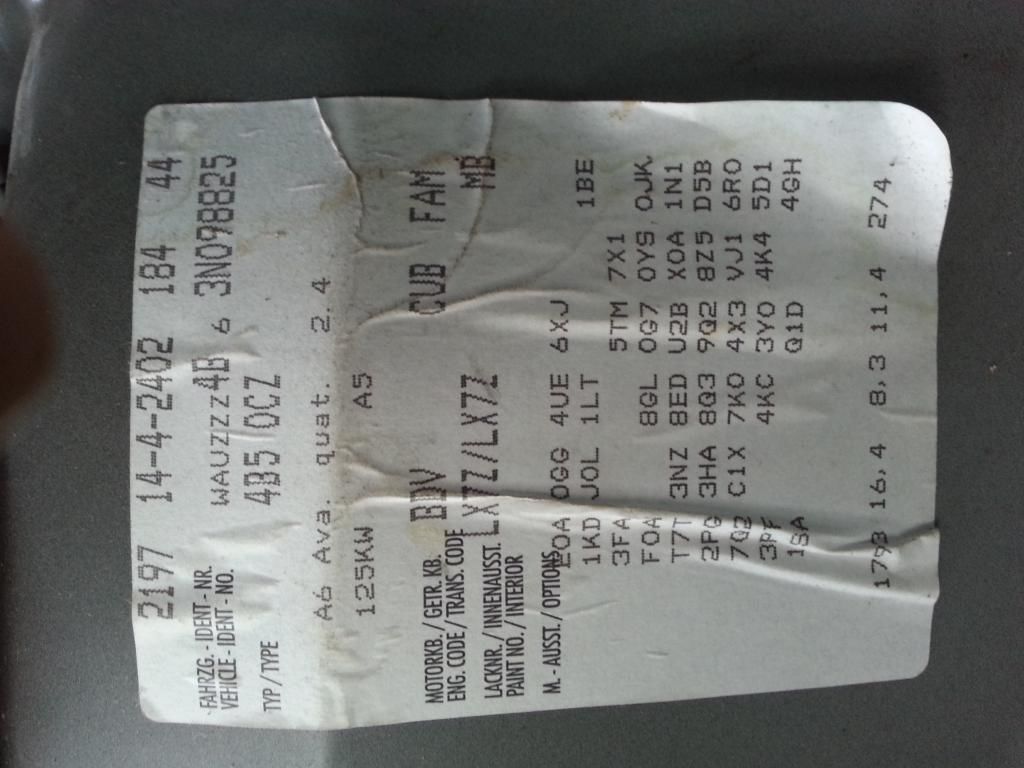 2197 14-4-2402 184 44
FAHRZG. - IDENT - NR.
VEHICLE - IDENT - NO.
WAUZZZ4B 6 3N098825
TYP / TYPE 4B5 0CZ
A6 Ava. quat. 2.4
125KW A5
MOTORKB. / GETR. KB.
ENG. CODE / TRANS. CODE
BDV CUB FAM
LACKNR. / INNENAUSST.
PAINT NO. / INTERIOR
LX7Z/LX7Z MB
M. - AUSST. / OPTIONS
E0A 0GG 4UE 6XJ
1KD J0L 1LT 1BE
3FA 5TM 7X1
F0A 8GL 0G7 0YS 0JK
T7T 3NZ 8ED U2B X0A 1N1
2PG 3HA 8Q3 9Q2 8Z5 D5B
7Q2 C1X 7K0 4X3 VJ1 6R0
3PF 4KC 3Y0 4K4 5D1
1SA Q1D 4GH
1793 16,4 8,3 11,4 274